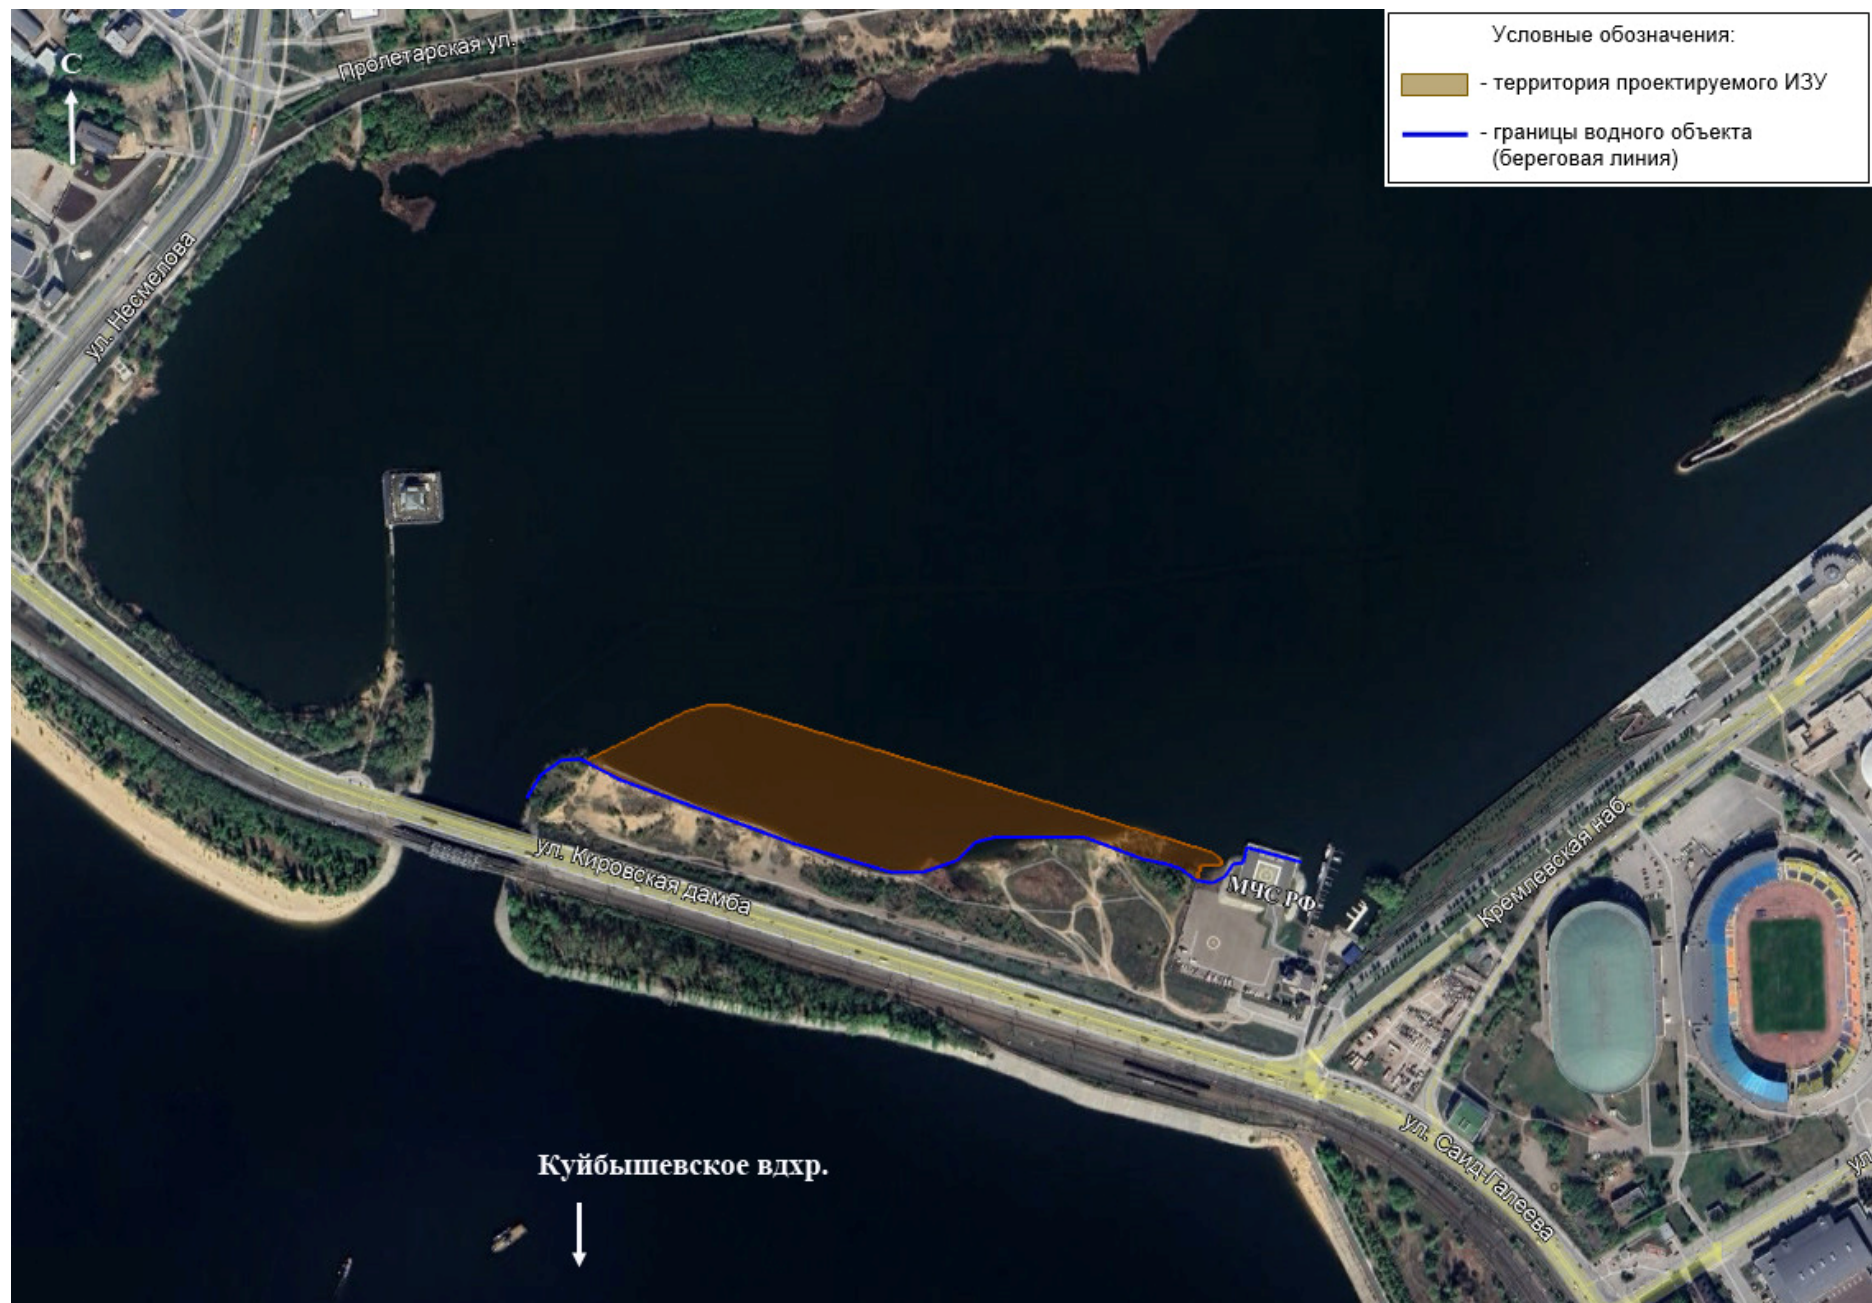 Условные обозначения:
- территория проектируемого ИЗУ
- границы водного объекта
(береговая линия)
С
Пролетарская ул.
ул. Несмелова
ул. Кировская дамба
МЧС РФ
Кремлевская наб.
ул. Саид-Галеева
ул
Куйбышевское вдхр.